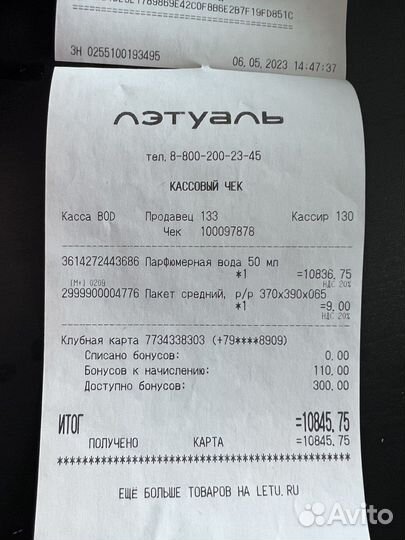 ЗН 0255100193495 06.05.2023 14:47:37
ЛЭТУАЛЬ
тел. 8-800-200-23-45
КАССОВЫЙ ЧЕК
Касса B0D Продавец 133 Кассир 130
Чек 100097878
3614272443686 Парфюмерная вода 50 мл
*1 =10836.75
[M+] 0209 НДС 20%
2999900004776 Пакет средний, р/р 370x390x065
*1 =9.00
НДС 20%
Клубная карта 7734338303 (+79****8909)
Списано бонусов: 0.00
Бонусов к начислению: 110.00
Доступно бонусов: 300.00
ИТОГ =10845.75
ПОЛУЧЕНО КАРТА =10845.75
ЕЩЁ БОЛЬШЕ ТОВАРОВ НА LETU.RU
Avito